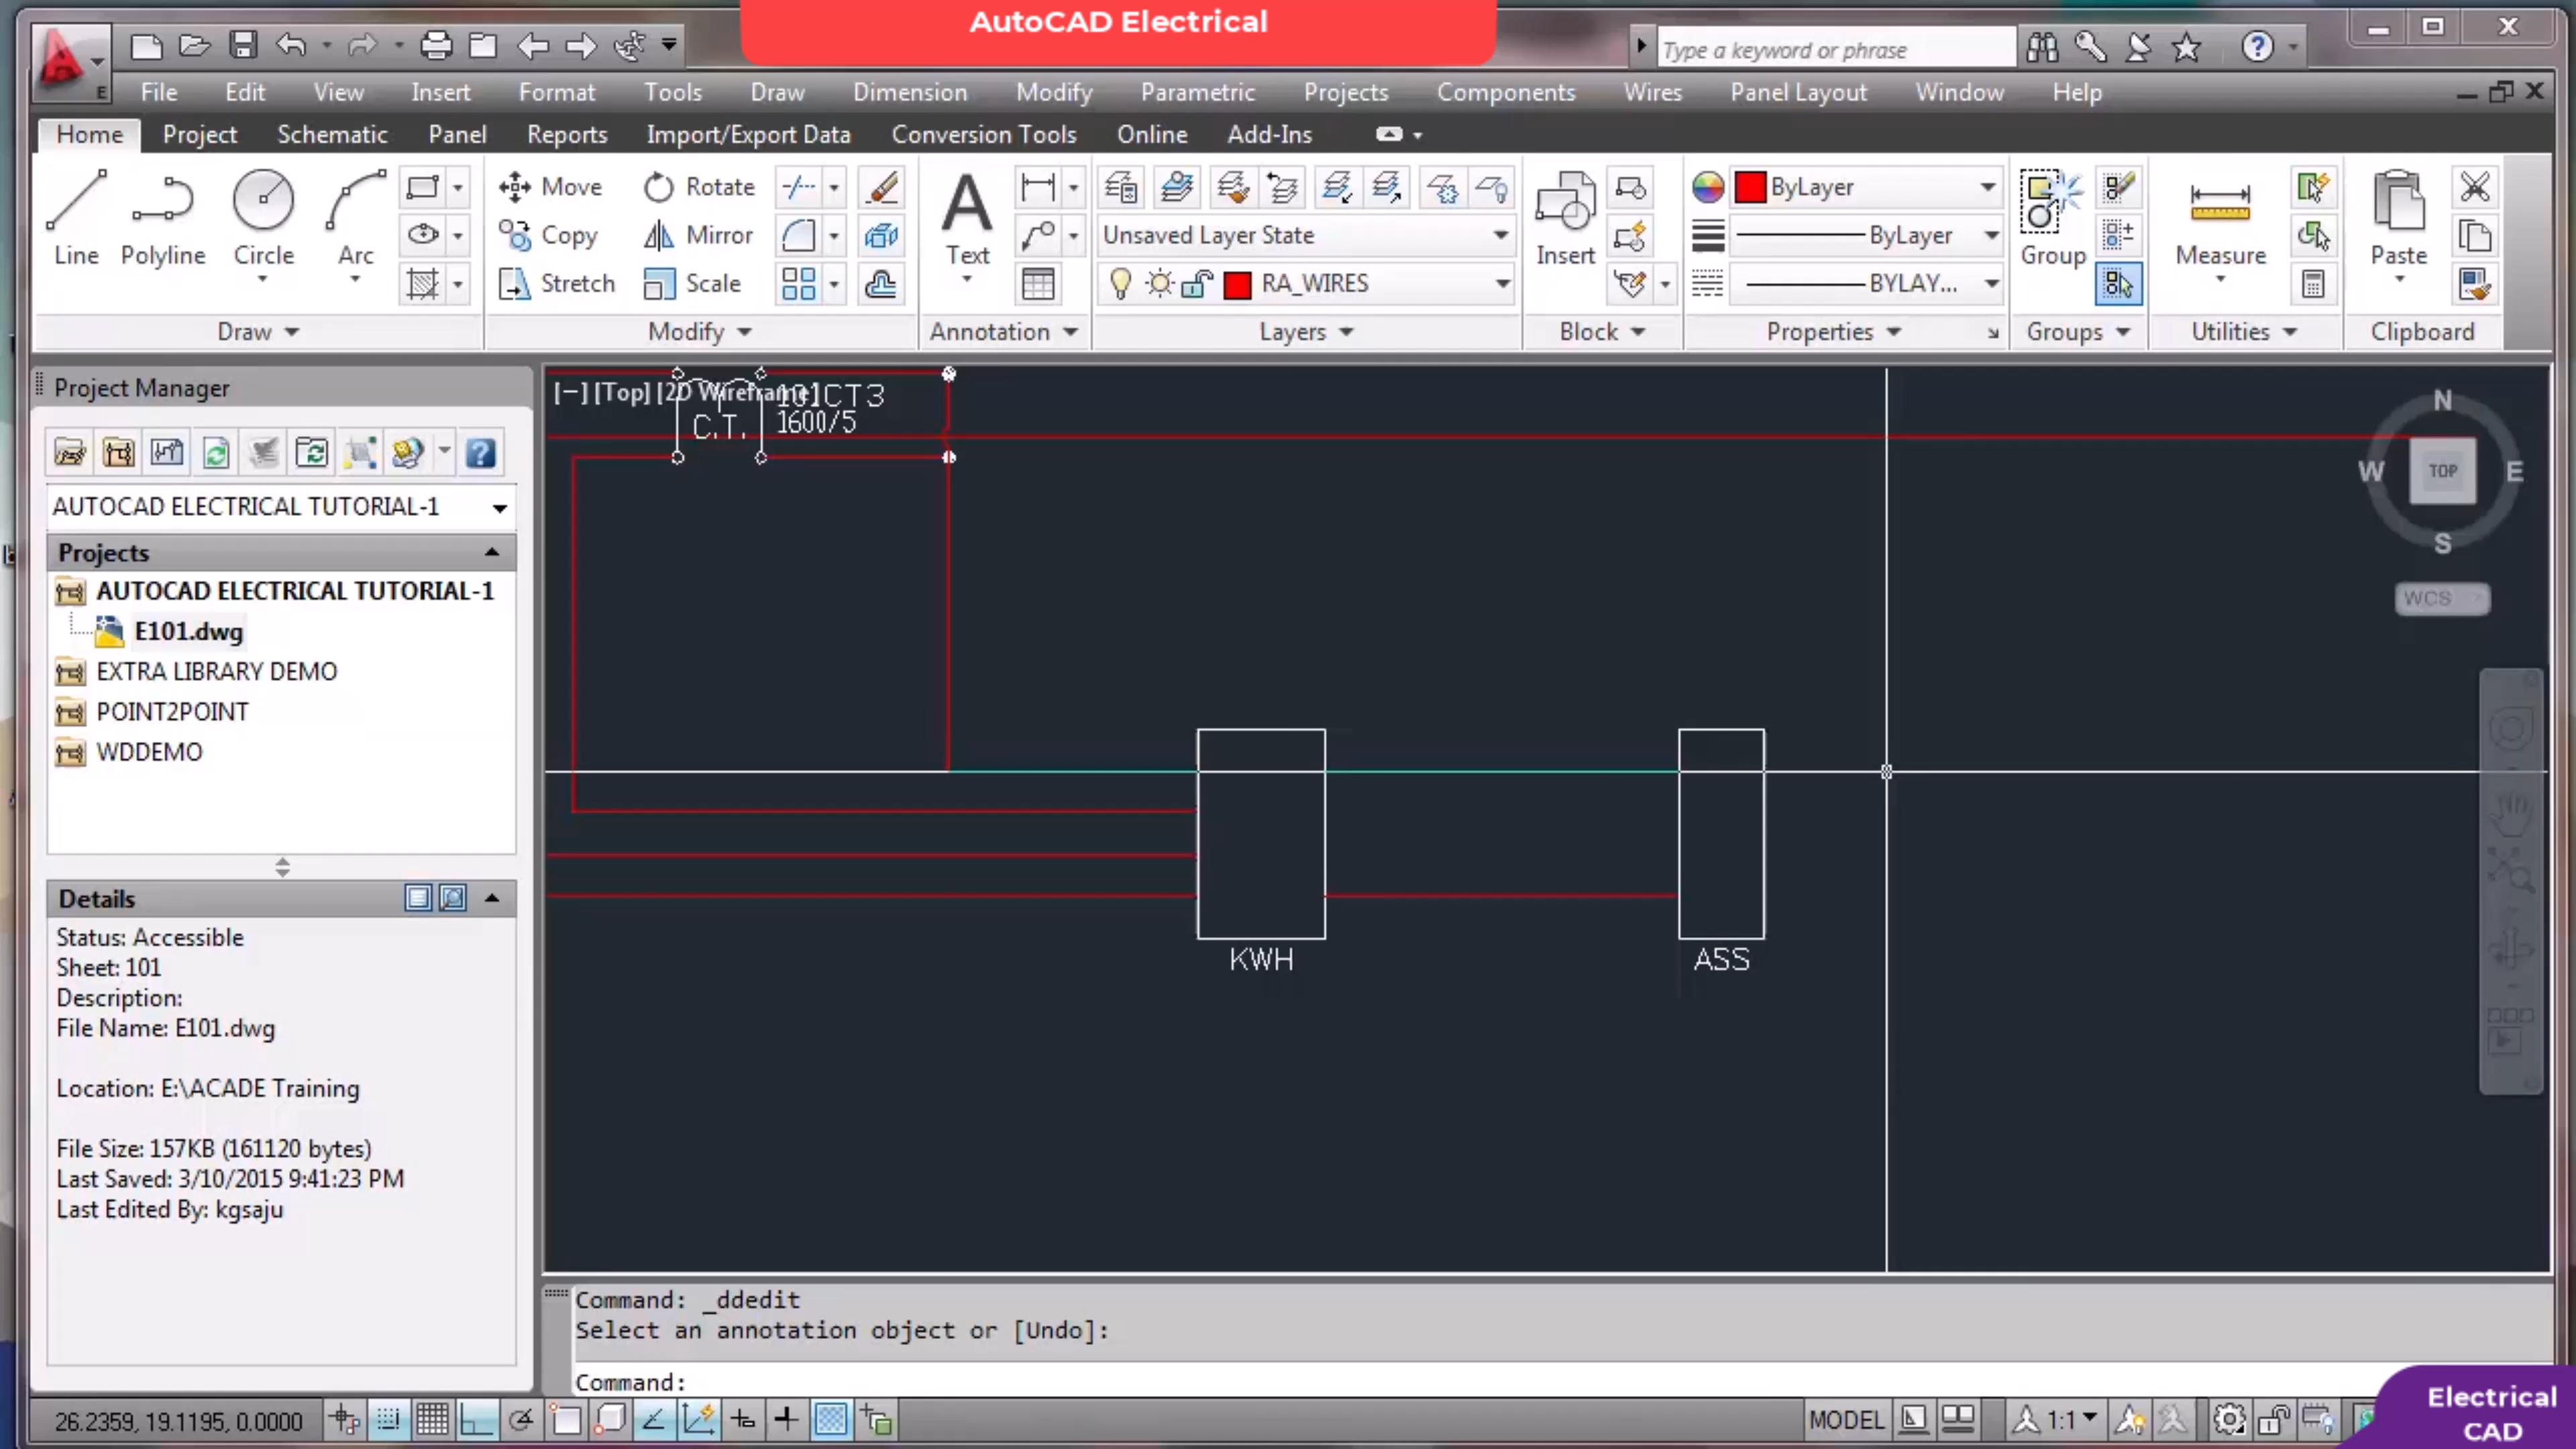 AutoCAD Electrical
Type a keyword or phrase
E
File Edit View Insert Format Tools Draw Dimension Modify Parametric Projects Components Wires Panel Layout Window Help
Home Project Schematic Panel Reports Import/Export Data Conversion Tools Online Add-Ins
Move Rotate ByLayer
Copy Mirror Unsaved Layer State ByLayer
Line Polyline Circle Arc Text Insert Group Measure Paste
Stretch Scale RA_WIRES BYLAY...
Draw Modify Annotation Layers Block Properties Groups Utilities Clipboard
Project Manager
AUTOCAD ELECTRICAL TUTORIAL-1
Projects
AUTOCAD ELECTRICAL TUTORIAL-1
E101.dwg
EXTRA LIBRARY DEMO
POINT2POINT
WDDEMO
Details
Status: Accessible
Sheet: 101
Description:
File Name: E101.dwg
Location: E:\ACADE Training
File Size: 157KB (161120 bytes)
Last Saved: 3/10/2015 9:41:23 PM
Last Edited By: kgsaju
[−] [Top] [2D Wireframe]
101CT3
C.T. 1600/5
N
W TOP E
S
WCS
KWH
ASS
Command: _ddedit
Select an annotation object or [Undo]:
Command:
26.2359, 19.1195, 0.0000
MODEL
1:1
Electrical
CAD